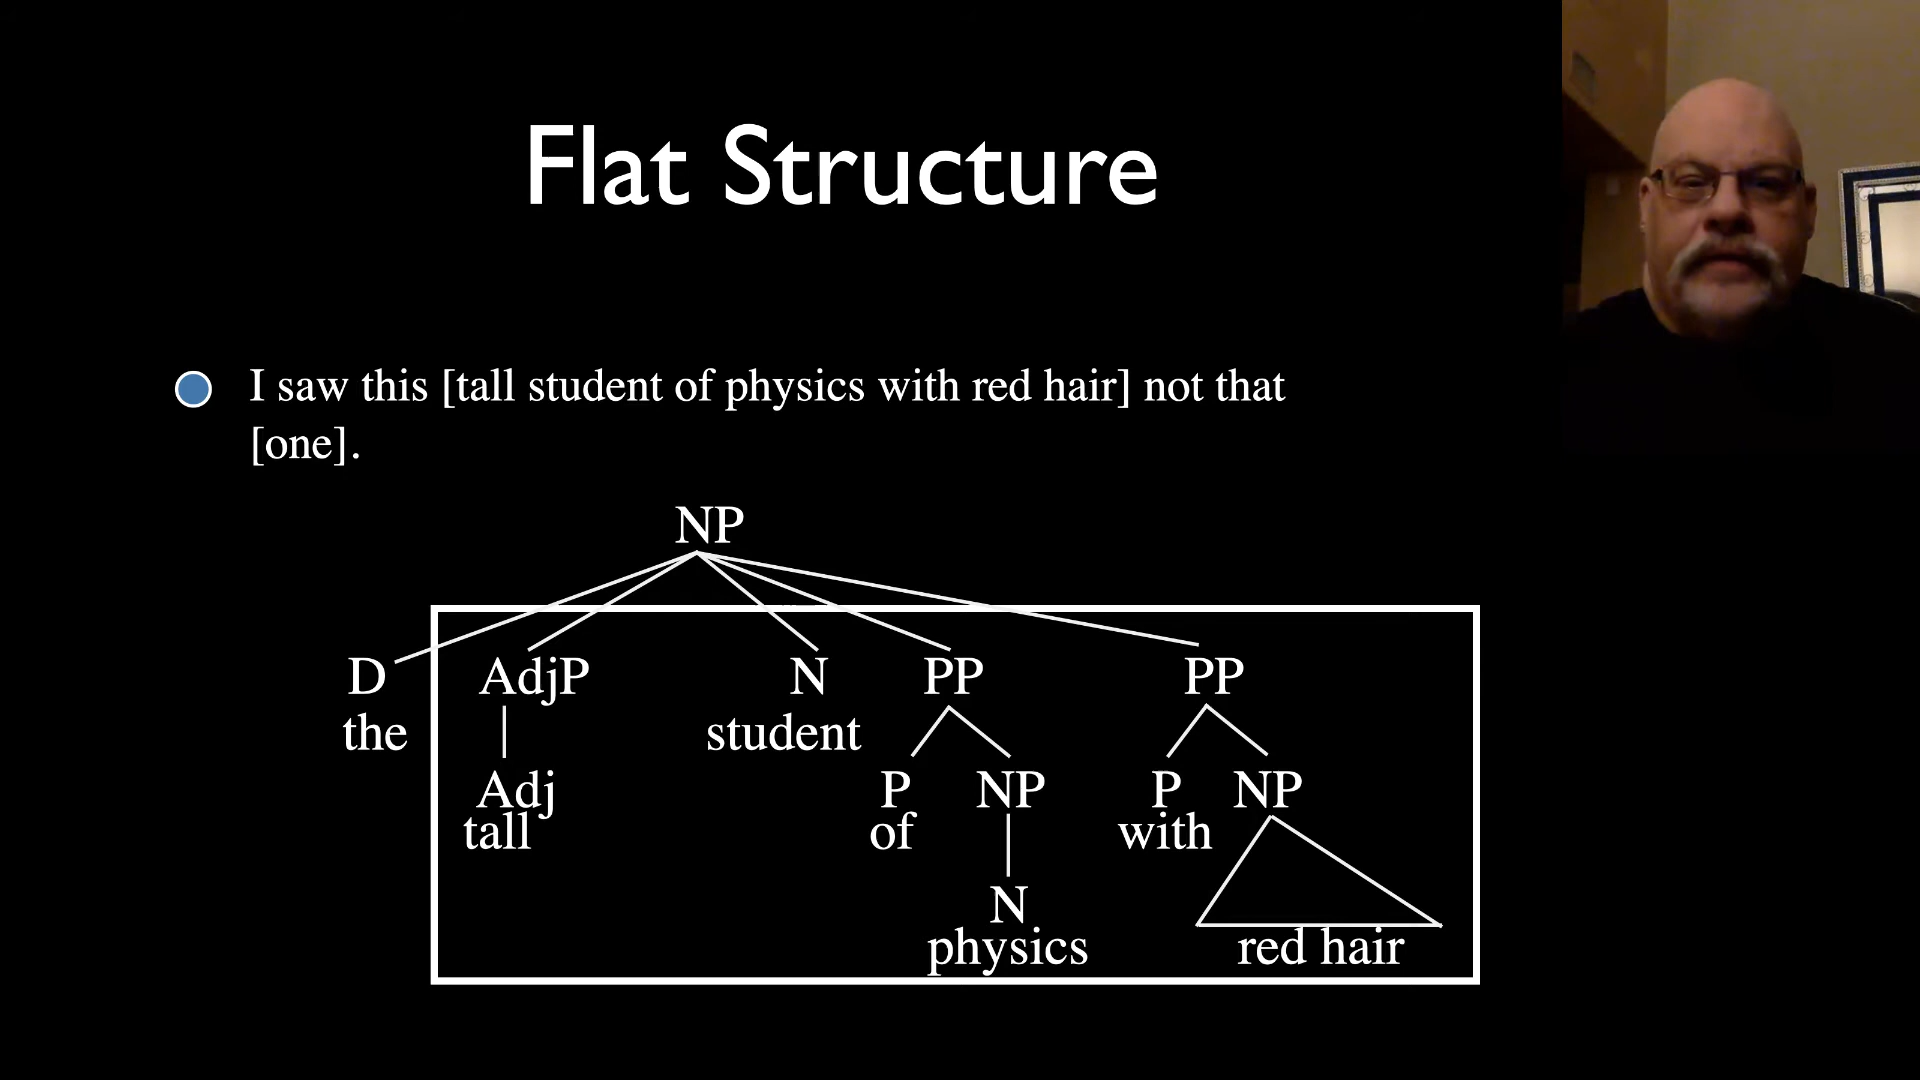 Flat Structure
I saw this [tall student of physics with red hair] not that
[one].
NP
D AdjP N PP PP
the student
Adj P NP P NP
tall of with
N
physics red hair